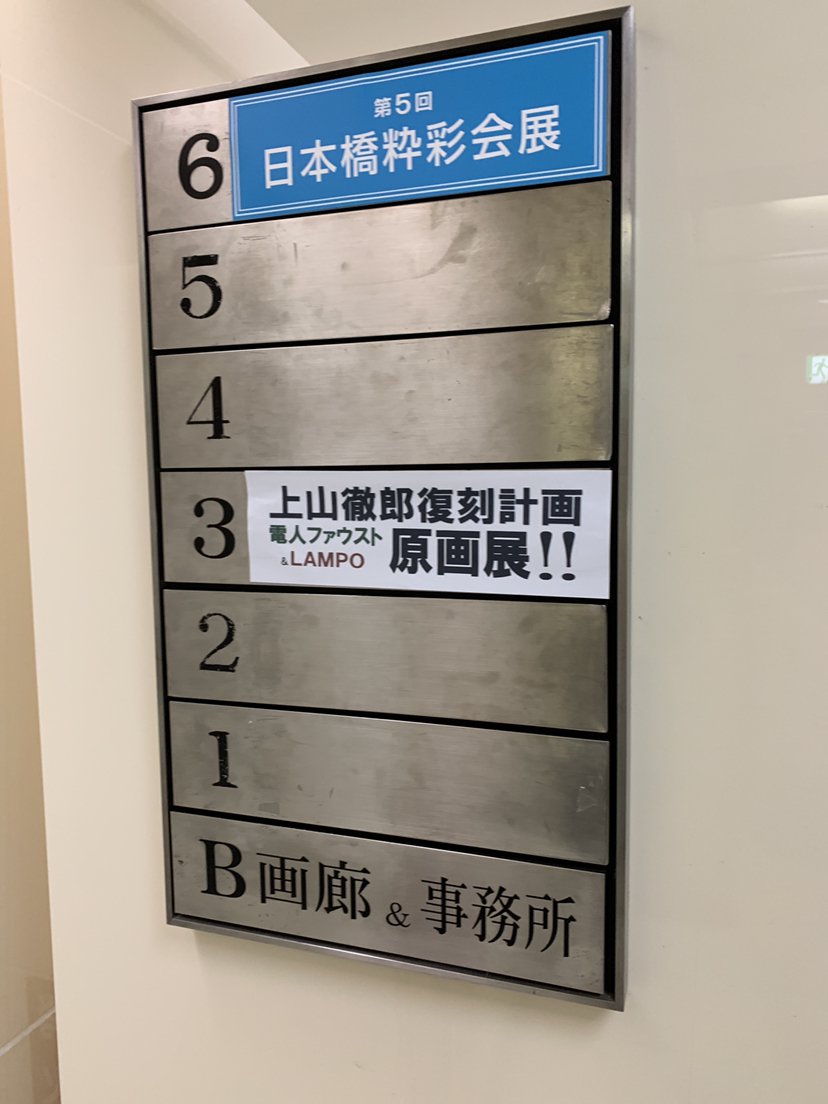 6
第5回
日本橋粋彩会展
5
4
3
上山徹郎復刻計画
電人ファウスト
&LAMPO
原画展!!
2
1
B 画廊 & 事務所